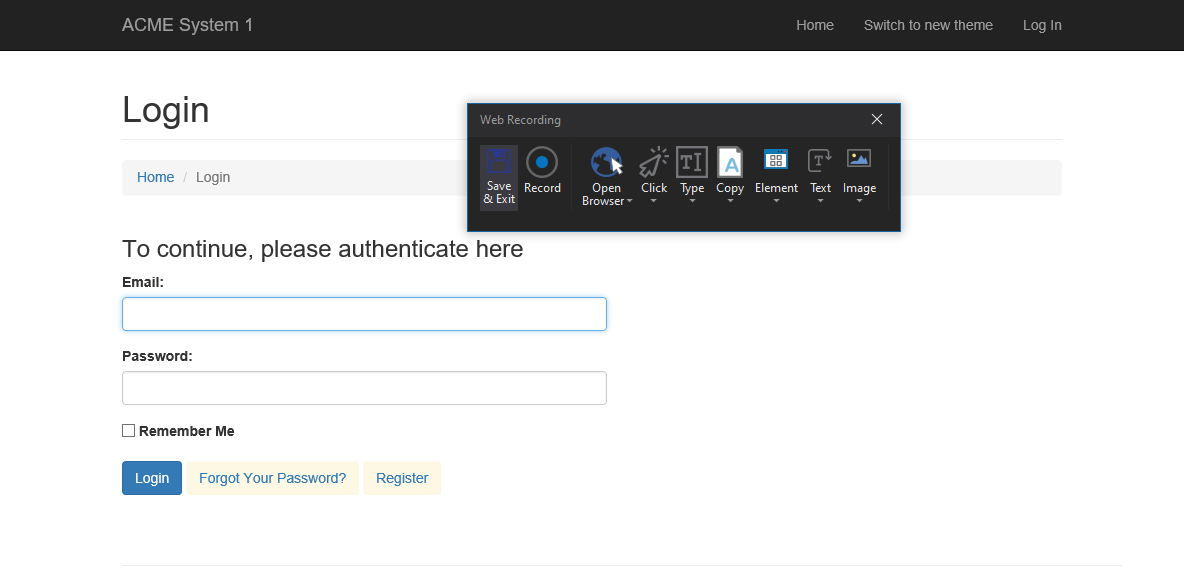 ACME System 1
Home
Switch to new theme
Log In
Login
Home / Login
Web Recording
Save
& Exit
Record
Open
Browser
Click
Type
Copy
Element
Text
Image
To continue, please authenticate here
Email:
Password:
Remember Me
Login
Forgot Your Password?
Register